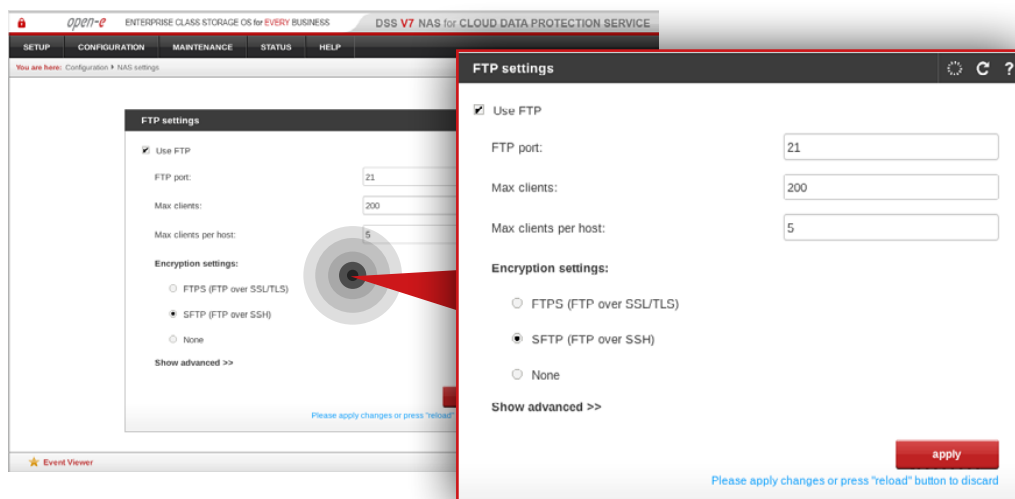 open-e ENTERPRISE CLASS STORAGE OS for EVERY BUSINESS DSS V7 NAS for CLOUD DATA PROTECTION SERVICE
SETUP CONFIGURATION MAINTENANCE STATUS HELP
You are here: Configuration NAS settings
FTP settings
Use FTP
FTP port: 21
Max clients: 200
Max clients per host: 5
Encryption settings:
FTPS (FTP over SSL/TLS)
SFTP (FTP over SSH)
None
Show advanced >>
Please apply changes or press "reload"
Event Viewer
FTP settings ?
Use FTP
FTP port: 21
Max clients: 200
Max clients per host: 5
Encryption settings:
FTPS (FTP over SSL/TLS)
SFTP (FTP over SSH)
None
Show advanced >>
apply
Please apply changes or press "reload" button to discard